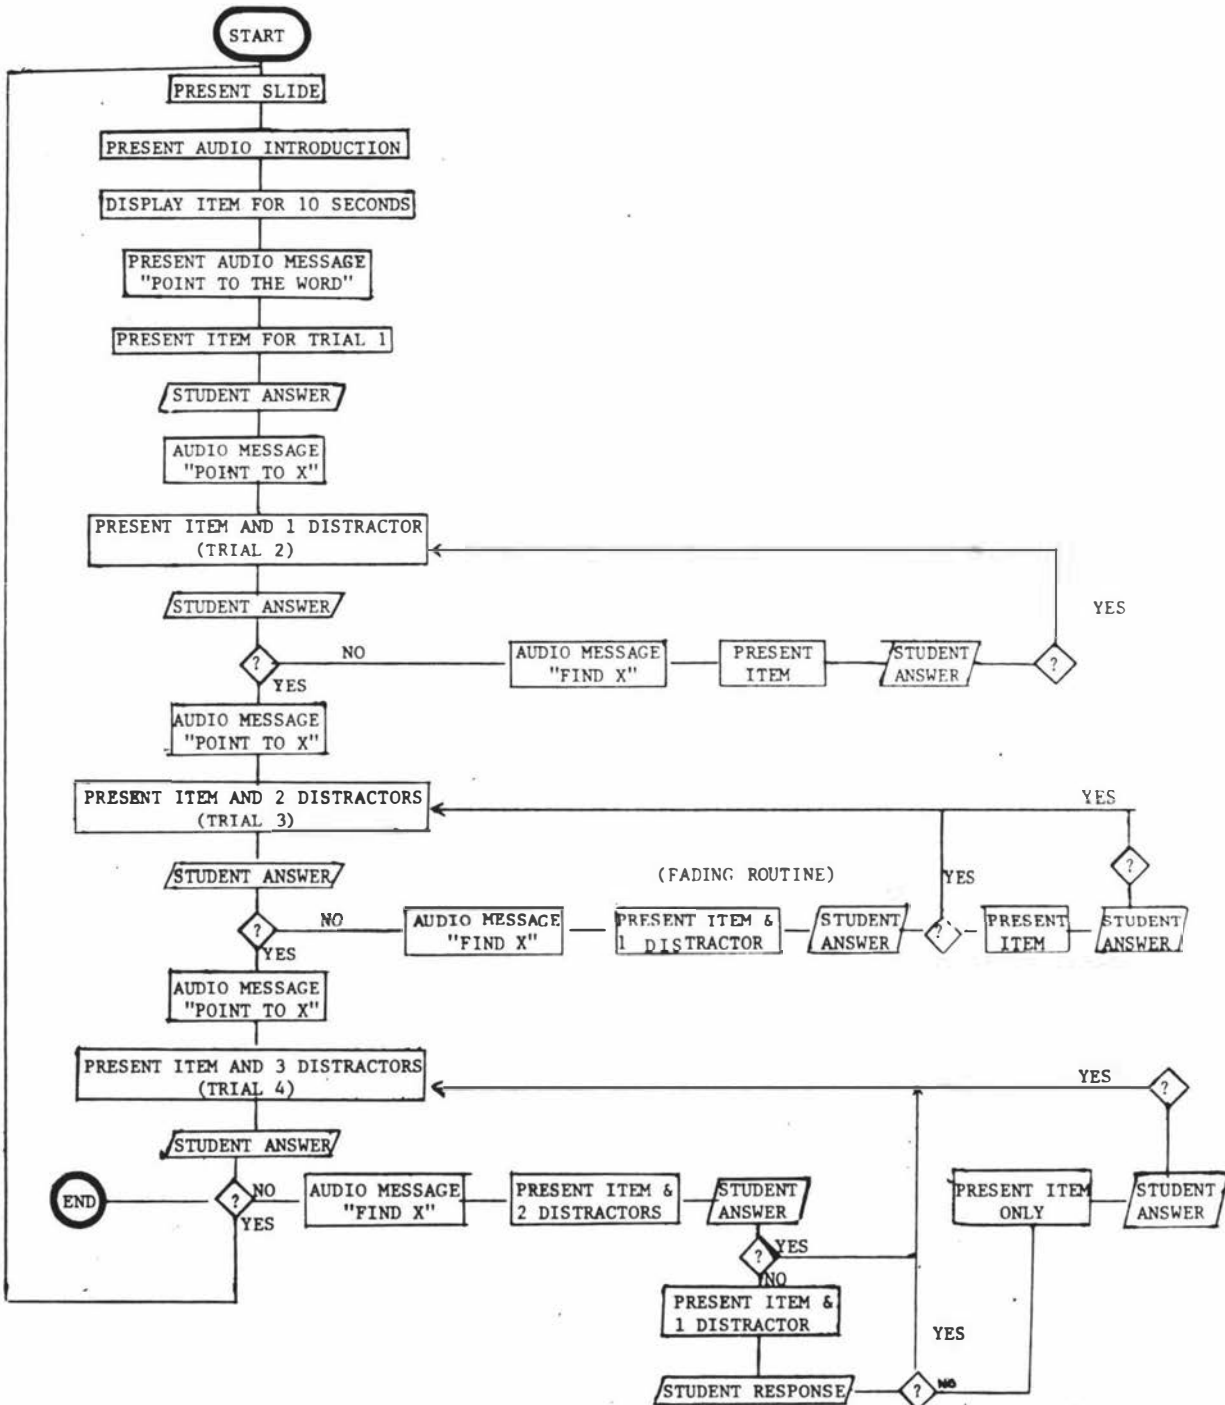 START
PRESENT SLIDE
PRESENT AUDIO INTRODUCTION
DISPLAY ITEM FOR 10 SECONDS
PRESENT AUDIO MESSAGE
"POINT TO THE WORD"
PRESENT ITEM FOR TRIAL 1
STUDENT ANSWER
AUDIO MESSAGE
"POINT TO X"
PRESENT ITEM AND 1 DISTRACTOR
(TRIAL 2)
STUDENT ANSWER
YES
?
NO
AUDIO MESSAGE
"FIND X"
PRESENT
ITEM
STUDENT
ANSWER
?
YES
AUDIO MESSAGE
"POINT TO X"
PRESENT ITEM AND 2 DISTRACTORS
(TRIAL 3)
YES
STUDENT ANSWER
(FADING ROUTINE)
YES
?
?
NO
AUDIO MESSAGE
"FIND X"
PRESENT ITEM &
1 DISTRACTOR
STUDENT
ANSWER
?
PRESENT
ITEM
STUDENT
ANSWER
YES
AUDIO MESSAGE
"POINT TO X"
PRESENT ITEM AND 3 DISTRACTORS
(TRIAL 4)
YES
?
STUDENT ANSWER
END
?
NO
YES
AUDIO MESSAGE
"FIND X"
PRESENT ITEM &
2 DISTRACTORS
STUDENT
ANSWER
PRESENT ITEM
ONLY
STUDENT
ANSWER
?
YES
NO
PRESENT ITEM &
1 DISTRACTOR
YES
STUDENT RESPONSE
?
NO